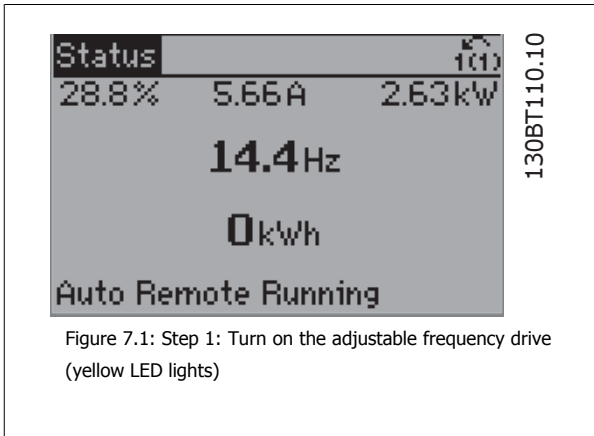 Status
1(1)
28.8% 5.66A 2.63kW
14.4Hz
0kWh
Auto Remote Running
130BT110.10
Figure 7.1: Step 1: Turn on the adjustable frequency drive
(yellow LED lights)